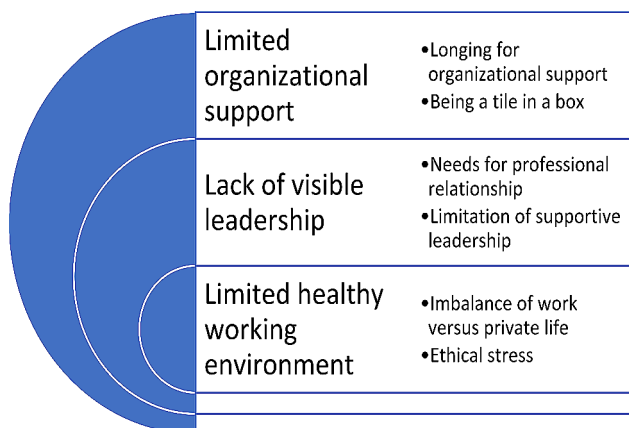 Limited
organizational
support
•Longing for
organizational support
•Being a tile in a box
Lack of visible
leadership
•Needs for professional
relationship
•Limitation of supportive
leadership
Limited healthy
working
environment
•Imbalance of work
versus private life
•Ethical stress